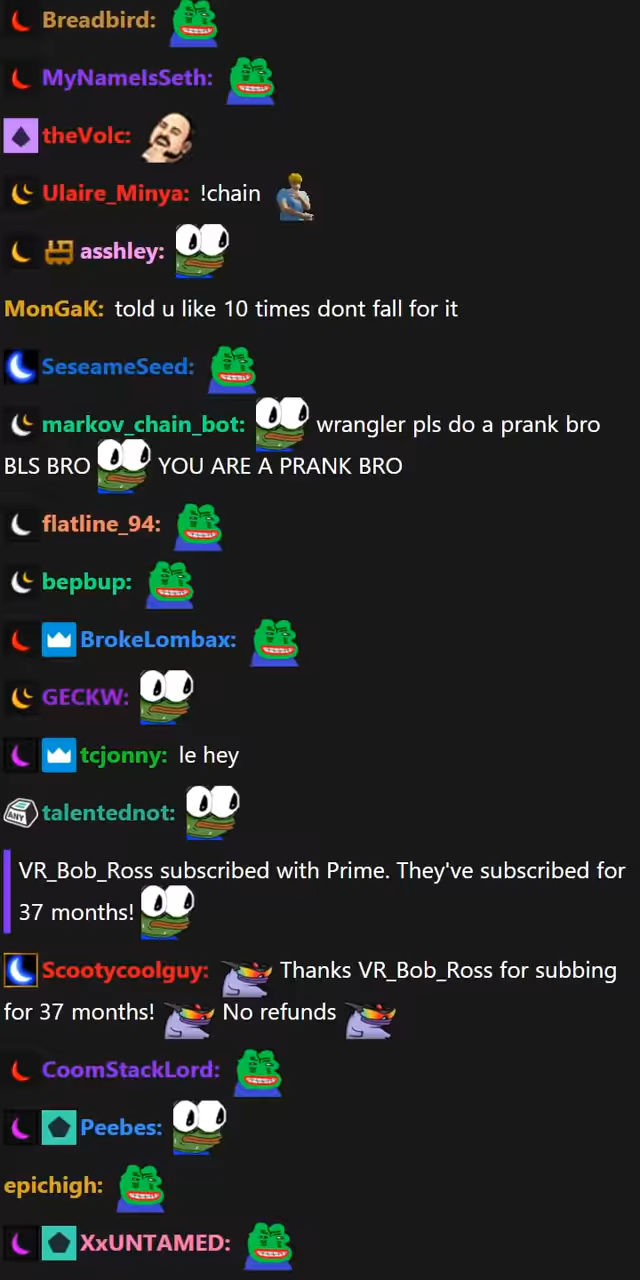 Breadbird:
MyNameIsSeth:
theVolc:
Ulaire_Minya: !chain
asshley:
MonGaK: told u like 10 times dont fall for it
SeseameSeed:
markov_chain_bot: wrangler pls do a prank bro
BLS BRO YOU ARE A PRANK BRO
flatline_94:
bepbup:
BrokeLombax:
GECKW:
tcjonny: le hey
ANY talentednot:
VR_Bob_Ross subscribed with Prime. They've subscribed for
37 months!
Scootycoolguy: Thanks VR_Bob_Ross for subbing
for 37 months! No refunds
CoomStackLord:
Peebes:
epichigh:
XxUNTAMED: